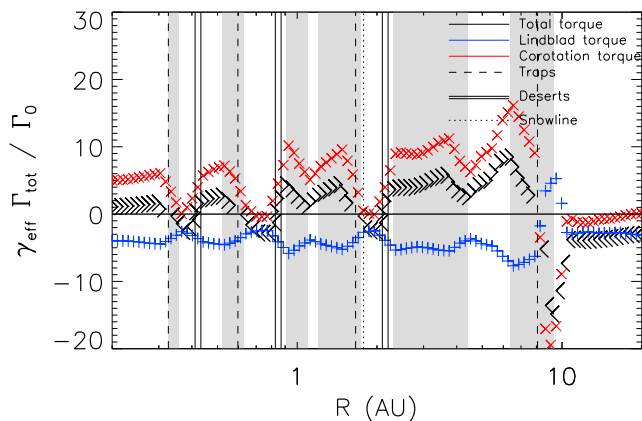 30
20
10
0
-10
-20
γeff Γtot / Γ0
Total torque
Lindblad torque
Corotation torque
Traps
Deserts
Snowline
1
10
R (AU)